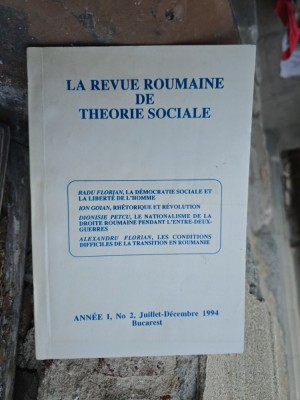 LA REVUE ROUMAINE
DE
THEORIE SOCIALE
RADU FLORIAN, LA DÉMOCRATIE SOCIALE ET
LA LIBERTÉ DE L'HOMME
ION GOIAN, RHÉTORIQUE ET RÉVOLUTION
DIONISIE PETCU, LE NATIONALISME DE LA
DROITE ROUMAINE PENDANT L'ENTRE-DEUX-
GUERRES
ALEXANDRU FLORIAN, LES CONDITIONS
DIFFICILES DE LA TRANSITION EN ROUMANIE
ANNÉE I, No 2, Juillet-Décembre 1994
Bucarest